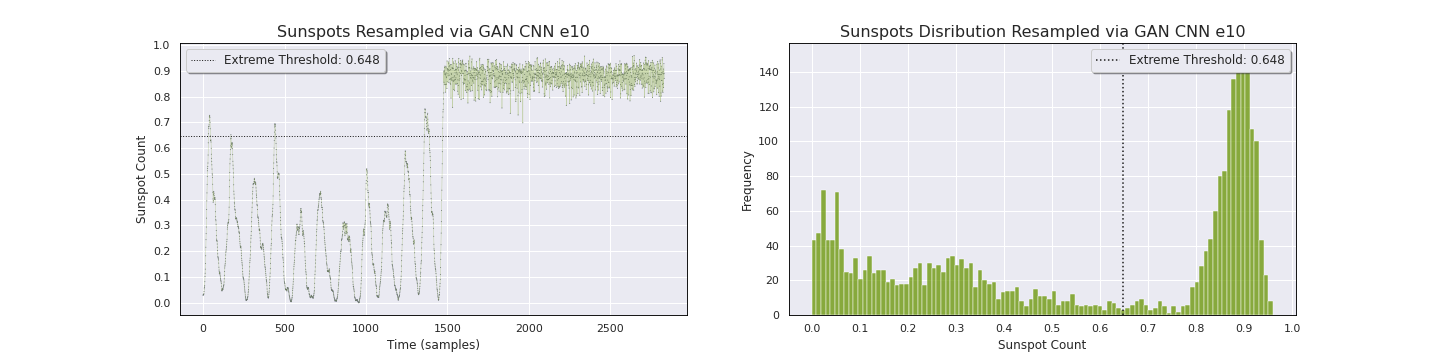 Sunspots Resampled via GAN CNN e10
Extreme Threshold: 0.648
1.0
0.9
0.8
0.7
0.6
0.5
0.4
0.3
0.2
0.1
0.0
Sunspot Count
0 500 1000 1500 2000 2500
Time (samples)
Sunspots Disribution Resampled via GAN CNN e10
Extreme Threshold: 0.648
140
120
100
80
60
40
20
0
Frequency
0.0 0.1 0.2 0.3 0.4 0.5 0.6 0.7 0.8 0.9 1.0
Sunspot Count